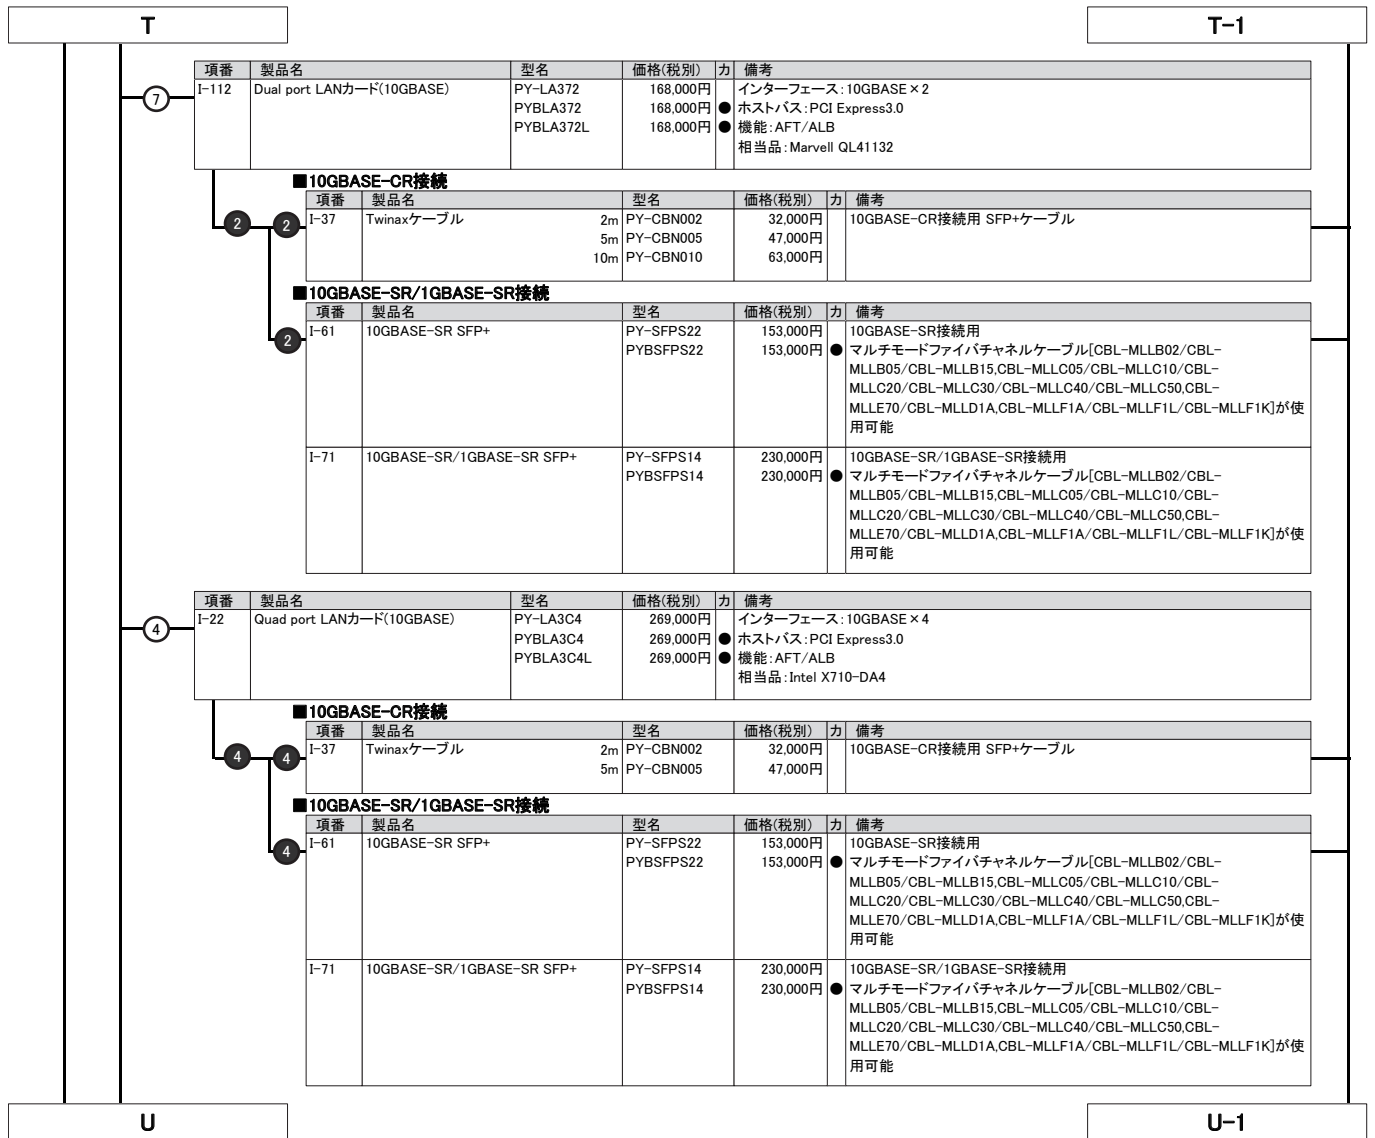 T
T-1
項番 製品名 型名 価格(税別) カ 備考
7
I-112 Dual port LANカード(10GBASE) PY-LA372 168,000円 インターフェース:10GBASE×2
PYBLA372 168,000円 ● ホストバス:PCI Express3.0
PYBLA372L 168,000円 ● 機能:AFT/ALB
相当品:Marvell QL41132
■10GBASE-CR接続
項番 製品名 型名 価格(税別) カ 備考
2 2
I-37 Twinaxケーブル 2m PY-CBN002 32,000円 10GBASE-CR接続用 SFP+ケーブル
5m PY-CBN005 47,000円
10m PY-CBN010 63,000円
■10GBASE-SR/1GBASE-SR接続
項番 製品名 型名 価格(税別) カ 備考
2
I-61 10GBASE-SR SFP+ PY-SFPS22 153,000円 10GBASE-SR接続用
PYBSFPS22 153,000円 ● マルチモードファイバチャネルケーブル[CBL-MLLB02/CBL-
MLLB05/CBL-MLLB15,CBL-MLLC05/CBL-MLLC10/CBL-
MLLC20/CBL-MLLC30/CBL-MLLC40/CBL-MLLC50,CBL-
MLLE70/CBL-MLLD1A,CBL-MLLF1A/CBL-MLLF1L/CBL-MLLF1K]が使
用可能
I-71 10GBASE-SR/1GBASE-SR SFP+ PY-SFPS14 230,000円 10GBASE-SR/1GBASE-SR接続用
PYBSFPS14 230,000円 ● マルチモードファイバチャネルケーブル[CBL-MLLB02/CBL-
MLLB05/CBL-MLLB15,CBL-MLLC05/CBL-MLLC10/CBL-
MLLC20/CBL-MLLC30/CBL-MLLC40/CBL-MLLC50,CBL-
MLLE70/CBL-MLLD1A,CBL-MLLF1A/CBL-MLLF1L/CBL-MLLF1K]が使
用可能
項番 製品名 型名 価格(税別) カ 備考
4
I-22 Quad port LANカード(10GBASE) PY-LA3C4 269,000円 インターフェース:10GBASE×4
PYBLA3C4 269,000円 ● ホストバス:PCI Express3.0
PYBLA3C4L 269,000円 ● 機能:AFT/ALB
相当品:Intel X710-DA4
■10GBASE-CR接続
項番 製品名 型名 価格(税別) カ 備考
4 4
I-37 Twinaxケーブル 2m PY-CBN002 32,000円 10GBASE-CR接続用 SFP+ケーブル
5m PY-CBN005 47,000円
■10GBASE-SR/1GBASE-SR接続
項番 製品名 型名 価格(税別) カ 備考
4
I-61 10GBASE-SR SFP+ PY-SFPS22 153,000円 10GBASE-SR接続用
PYBSFPS22 153,000円 ● マルチモードファイバチャネルケーブル[CBL-MLLB02/CBL-
MLLB05/CBL-MLLB15,CBL-MLLC05/CBL-MLLC10/CBL-
MLLC20/CBL-MLLC30/CBL-MLLC40/CBL-MLLC50,CBL-
MLLE70/CBL-MLLD1A,CBL-MLLF1A/CBL-MLLF1L/CBL-MLLF1K]が使
用可能
I-71 10GBASE-SR/1GBASE-SR SFP+ PY-SFPS14 230,000円 10GBASE-SR/1GBASE-SR接続用
PYBSFPS14 230,000円 ● マルチモードファイバチャネルケーブル[CBL-MLLB02/CBL-
MLLB05/CBL-MLLB15,CBL-MLLC05/CBL-MLLC10/CBL-
MLLC20/CBL-MLLC30/CBL-MLLC40/CBL-MLLC50,CBL-
MLLE70/CBL-MLLD1A,CBL-MLLF1A/CBL-MLLF1L/CBL-MLLF1K]が使
用可能
U
U-1